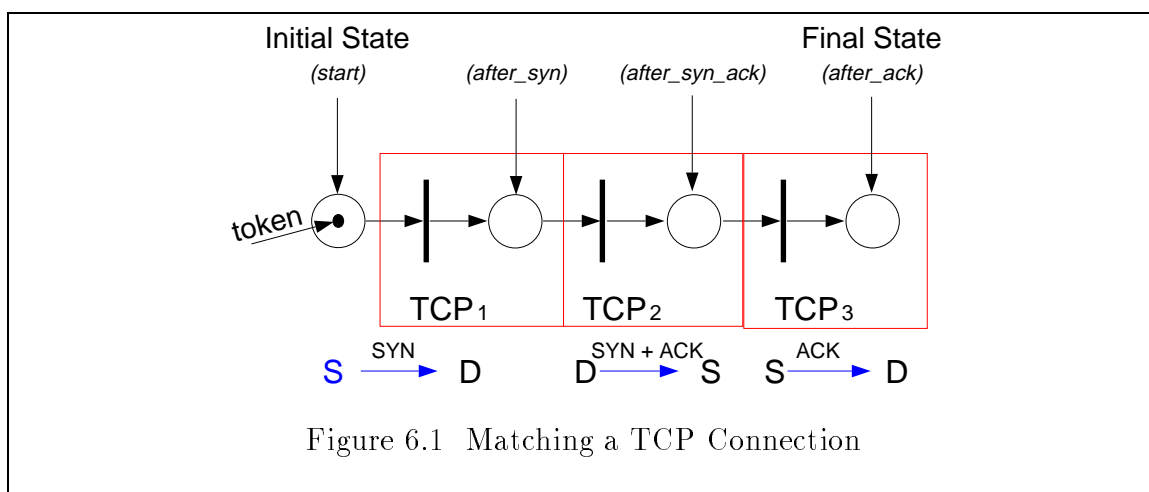 Initial State Final State
(start) (after_syn) (after_syn_ack) (after_ack)
token
TCP1 TCP2 TCP3
SYN SYN + ACK ACK
S D D S S D
Figure 6.1 Matching a TCP Connection